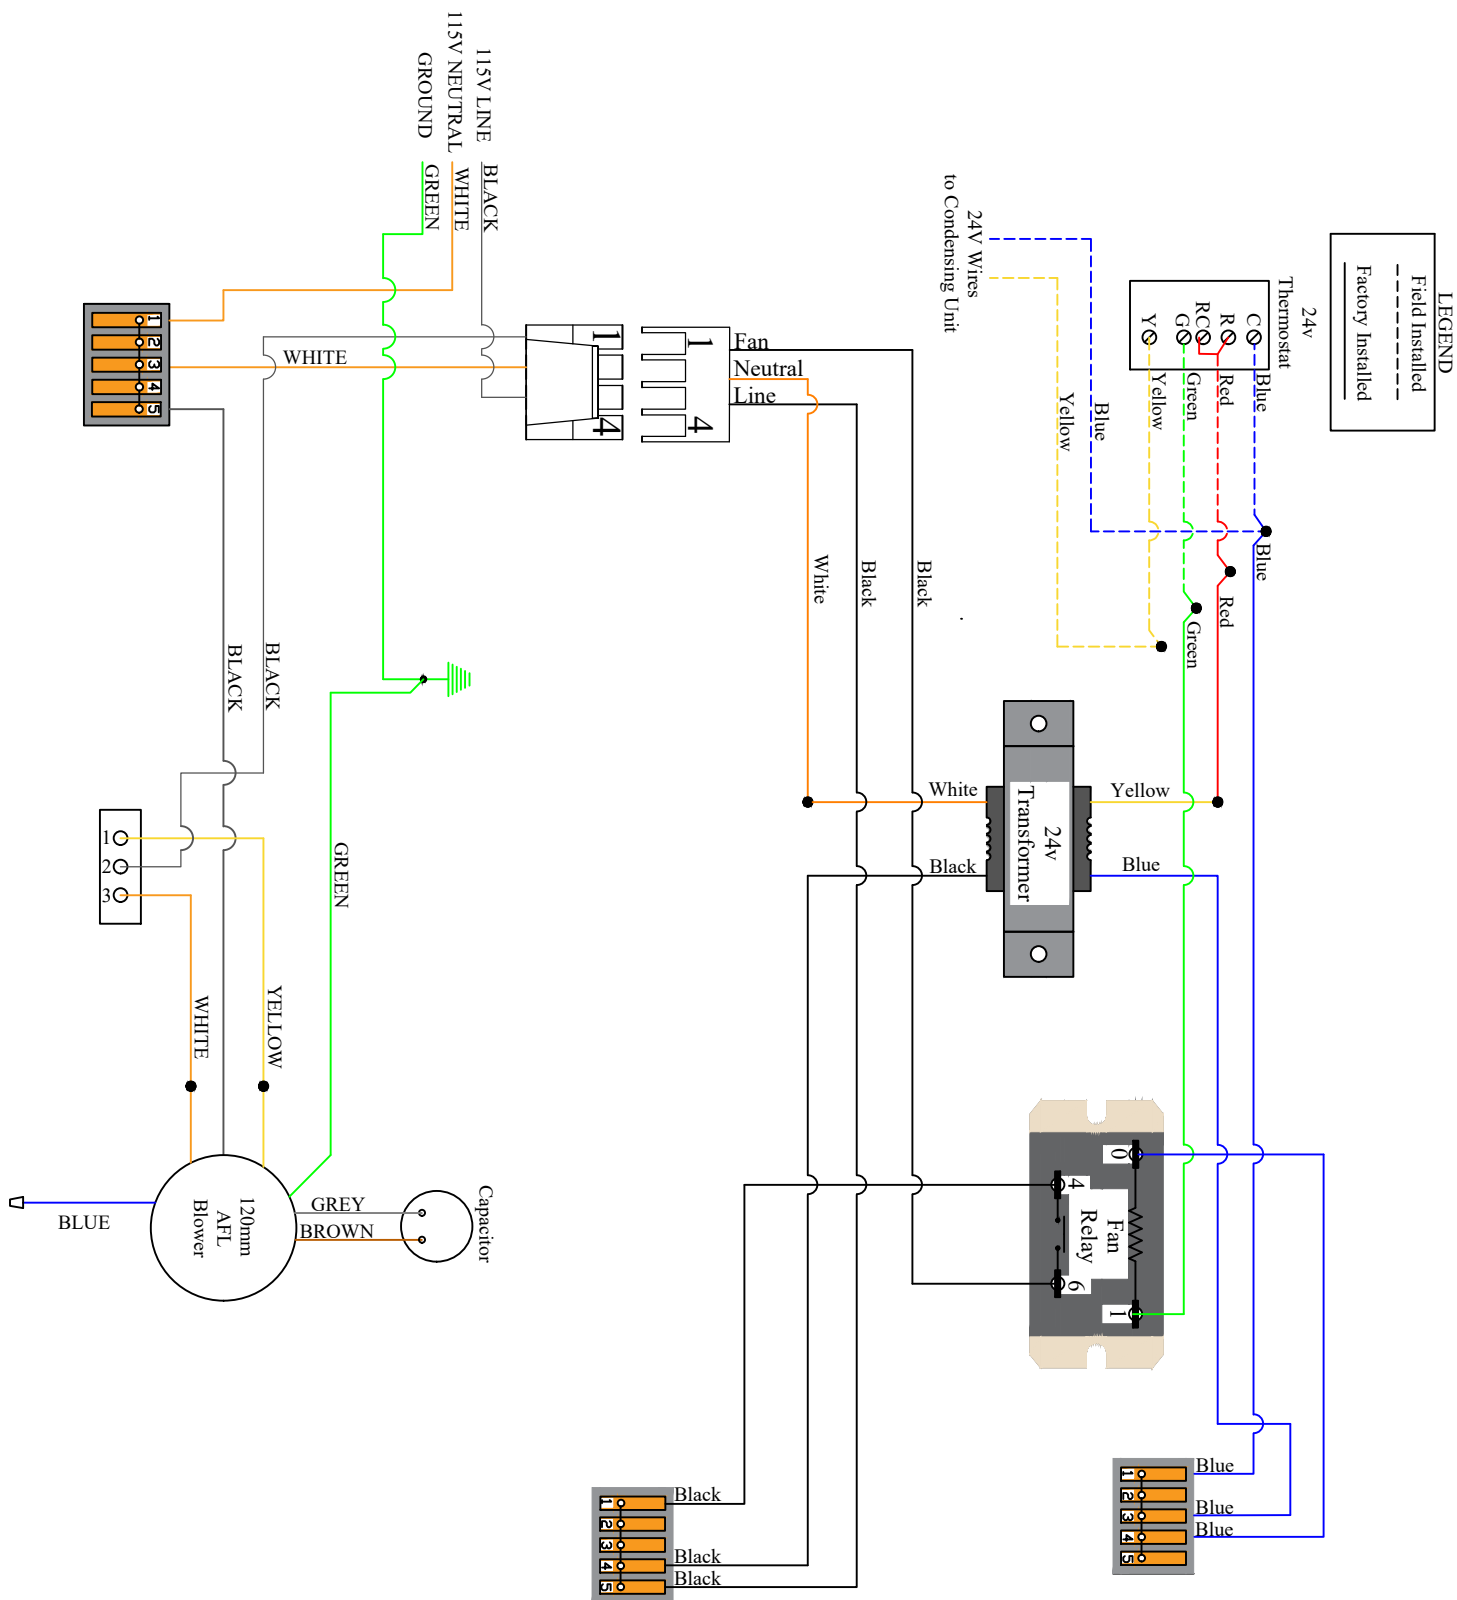 LEGEND
Field Installed
Factory Installed
24v
Thermostat
C
R
RC
G
Y
Blue
Red
Green
Yellow
24V Wires
to Condensing Unit
Blue
Yellow
Blue
Red
Green
115V LINE
115V NEUTRAL
GROUND
BLACK
WHITE
GREEN
1
2
3
4
5
WHITE
1
4
1
4
Fan
Neutral
Line
White
Black
Black
BLACK
BLACK
GREEN
White
Black
24v
Transformer
Yellow
Blue
1
2
3
YELLOW
WHITE
120mm
AFL
Blower
BLUE
GREY
BROWN
Capacitor
0
4
Fan
Relay
6
1
1
2
3
4
5
Black
Black
Black
1
2
3
4
5
Blue
Blue
Blue